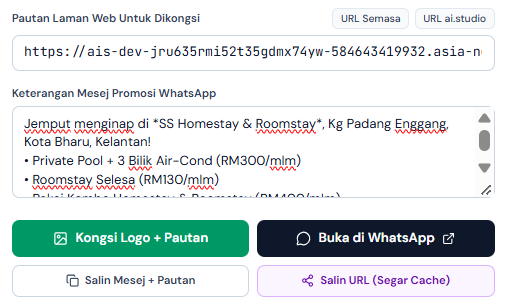 Pautan Laman Web Untuk Dikongsi
URL Semasa
URL ai.studio
https://ais-dev-jru635rmi52t35gdmx74yw-584643419932.asia-n
Keterangan Mesej Promosi WhatsApp
Jemput menginap di *SS Homestay & Roomstay*, Kg Padang Enggang,
Kota Bharu, Kelantan!
• Private Pool + 3 Bilik Air-Cond (RM300/mlm)
• Roomstay Selesa (RM130/mlm)
Kongsi Logo + Pautan
Buka di WhatsApp
Salin Mesej + Pautan
Salin URL (Segar Cache)